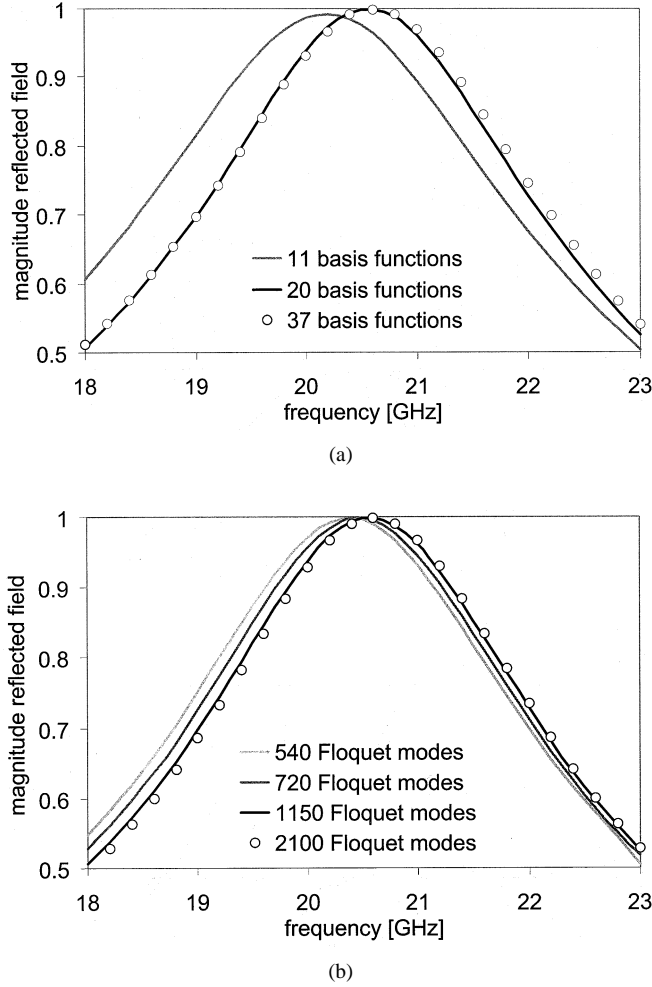 1
0.9
0.8
0.7
0.6
0.5
magnitude reflected field
11 basis functions
20 basis functions
37 basis functions
18 19 20 21 22 23
frequency [GHz]
(a)
1
0.9
0.8
0.7
0.6
0.5
magnitude reflected field
540 Floquet modes
720 Floquet modes
1150 Floquet modes
2100 Floquet modes
18 19 20 21 22 23
frequency [GHz]
(b)